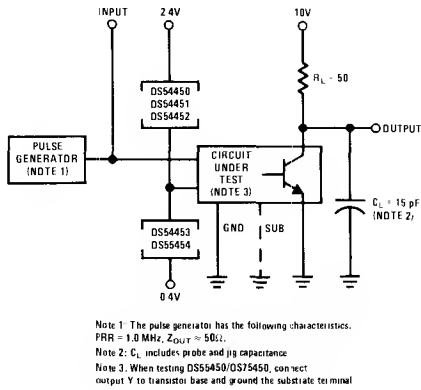 INPUT
2 4V
10V
DS54450
DS54451
DS54452
R_L - 50
OUTPUT
PULSE
GENERATOR
(NOTE 1)
CIRCUIT
UNDER
TEST
(NOTE 3)
C_L = 15 pF
(NOTE 2)
DS54453
DS55454
GND
SUB
0 4V
Note 1 The pulse generator has the following characteristics.
PRR = 1.0 MHz, Z_OUT ≈ 50Ω.
Note 2: C_L includes probe and jig capacitance
Note 3. When testing DS55450/DS75450, connect
output Y to transistor base and ground the substrate terminal